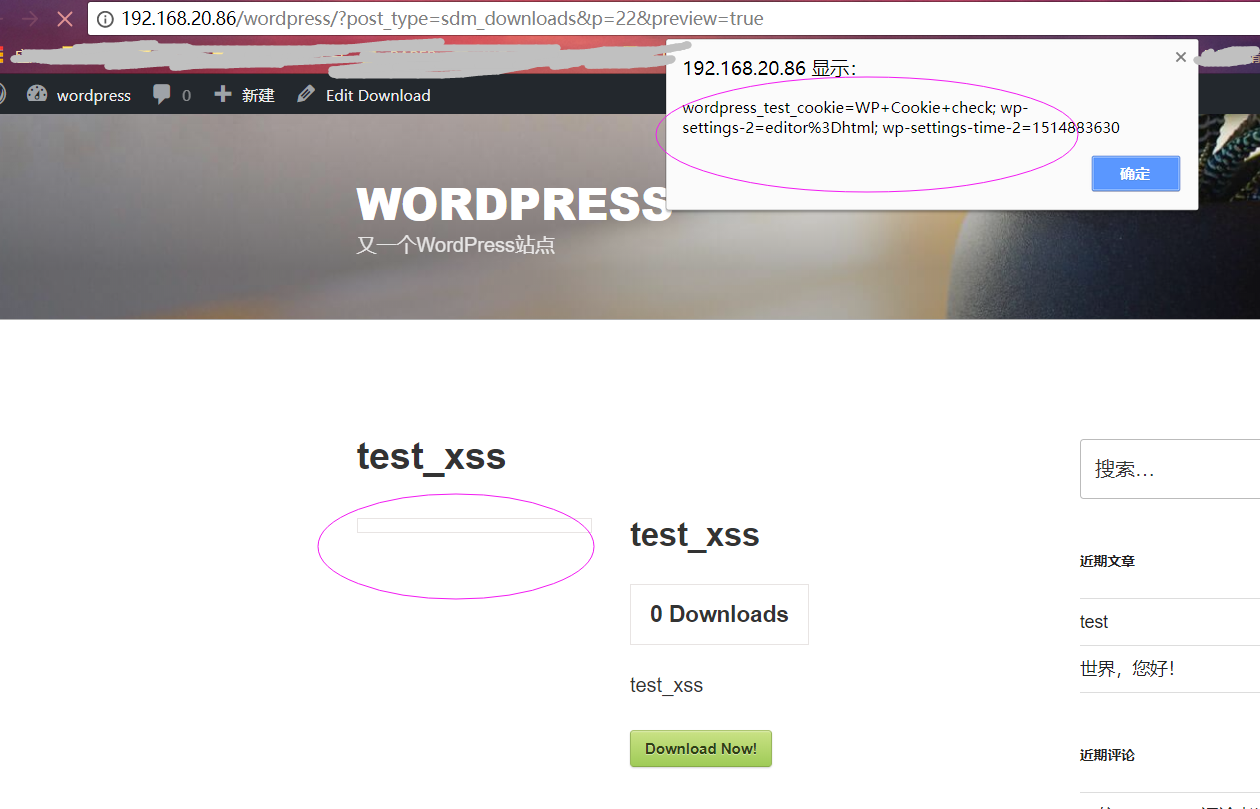 192.168.20.86/wordpress/?post_type=sdm_downloads&p=22&preview=true
192.168.20.86 显示：
wordpress_test_cookie=WP+Cookie+check; wp-
settings-2=editor%3Dhtml; wp-settings-time-2=1514883630
确定
wordpress 0 新建 Edit Download
WORDPRESS
又一个WordPress站点
test_xss
test_xss
0 Downloads
test_xss
Download Now!
搜索…
近期文章
test
世界，您好！
近期评论